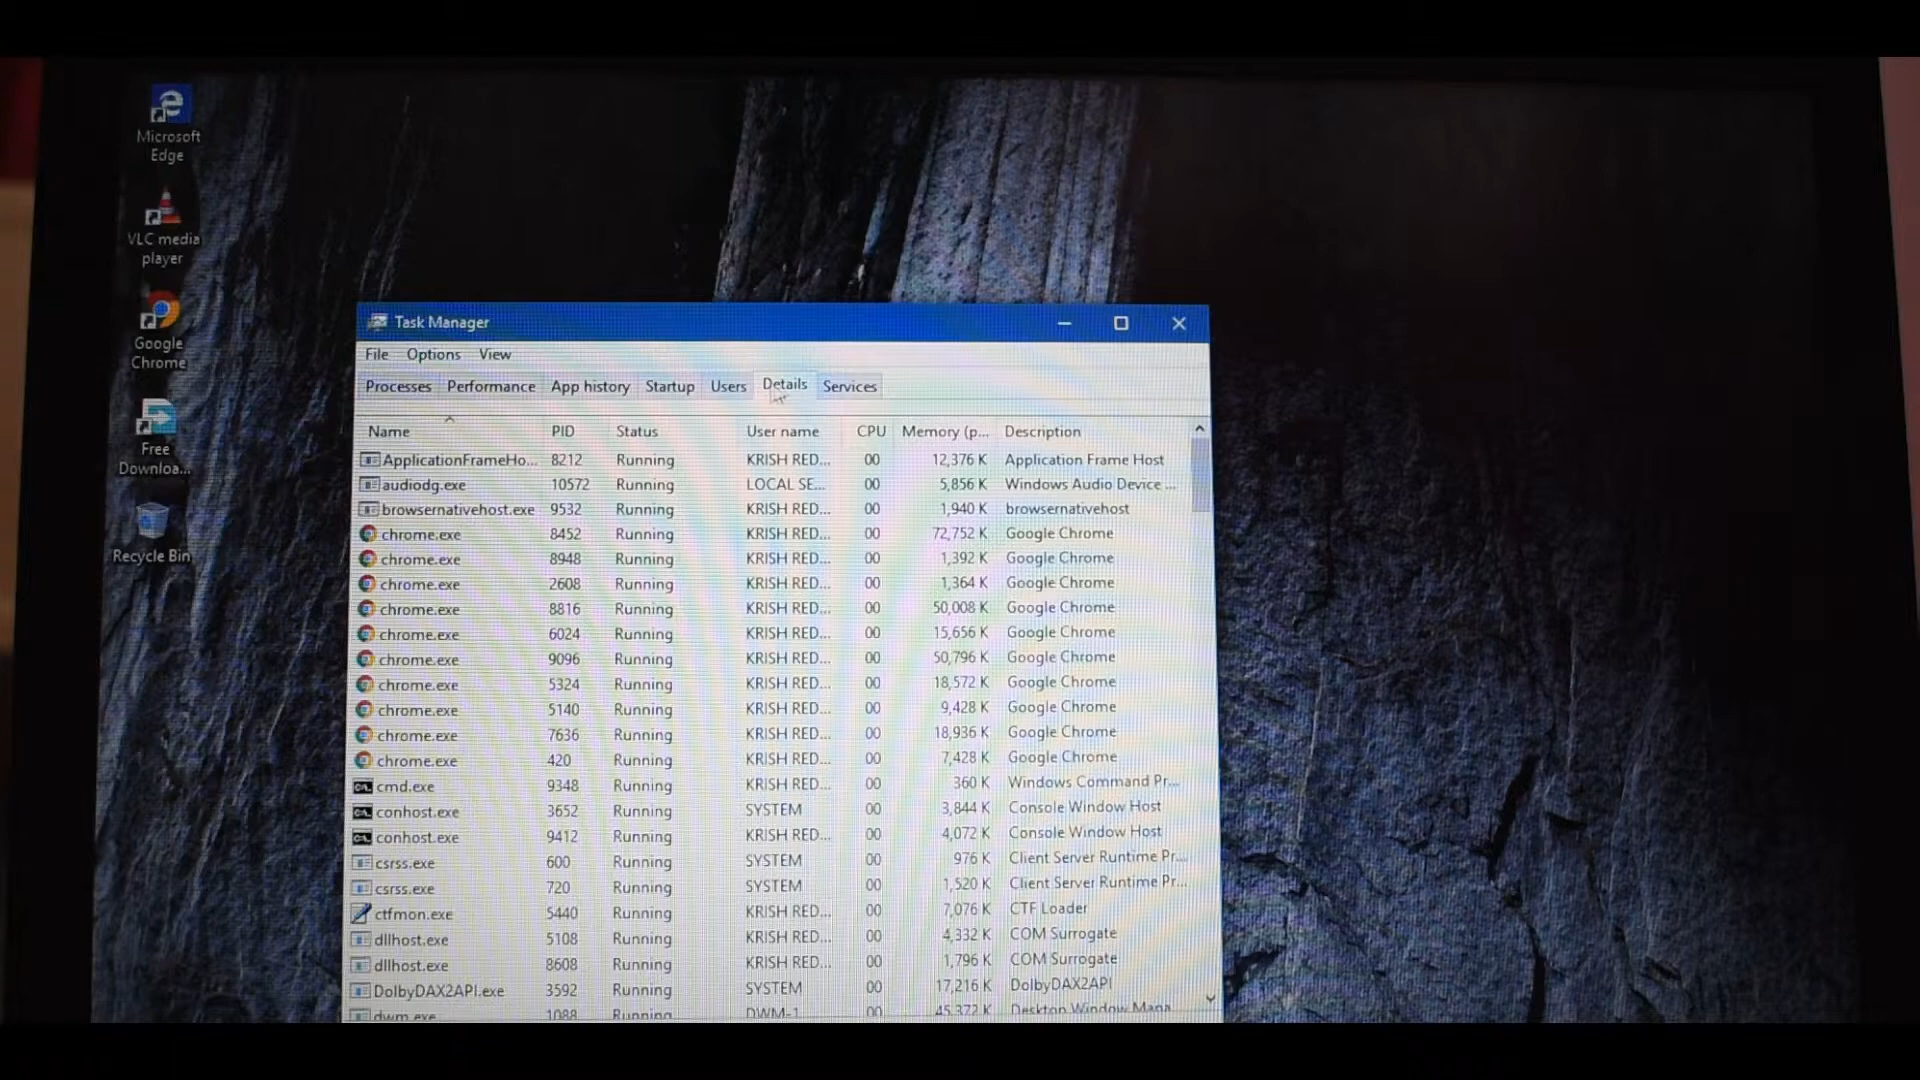 Microsoft
Edge
VLC media
player
Google
Chrome
Free
Downloa...
Recycle Bin
Task Manager
File Options View
Processes Performance App history Startup Users Details Services
Name PID Status User name CPU Memory (p... Description
ApplicationFrameHo... 8212 Running KRISH RED... 00 12,376 K Application Frame Host
audiodg.exe 10572 Running LOCAL SE... 00 5,856 K Windows Audio Device ...
browsernativehost.exe 9532 Running KRISH RED... 00 1,940 K browsernativehost
chrome.exe 8452 Running KRISH RED... 00 72,752 K Google Chrome
chrome.exe 8948 Running KRISH RED... 00 1,392 K Google Chrome
chrome.exe 2608 Running KRISH RED... 00 1,364 K Google Chrome
chrome.exe 8816 Running KRISH RED... 00 50,008 K Google Chrome
chrome.exe 6024 Running KRISH RED... 00 15,656 K Google Chrome
chrome.exe 9096 Running KRISH RED... 00 50,796 K Google Chrome
chrome.exe 5324 Running KRISH RED... 00 18,572 K Google Chrome
chrome.exe 5140 Running KRISH RED... 00 9,428 K Google Chrome
chrome.exe 7636 Running KRISH RED... 00 18,936 K Google Chrome
chrome.exe 420 Running KRISH RED... 00 7,428 K Google Chrome
cmd.exe 9348 Running KRISH RED... 00 360 K Windows Command Pr...
conhost.exe 3652 Running SYSTEM 00 3,844 K Console Window Host
conhost.exe 9412 Running KRISH RED... 00 4,072 K Console Window Host
csrss.exe 600 Running SYSTEM 00 976 K Client Server Runtime Pr...
csrss.exe 720 Running SYSTEM 00 1,520 K Client Server Runtime Pr...
ctfmon.exe 5440 Running KRISH RED... 00 7,076 K CTF Loader
dllhost.exe 5108 Running KRISH RED... 00 4,332 K COM Surrogate
dllhost.exe 8608 Running KRISH RED... 00 1,796 K COM Surrogate
DolbyDAX2API.exe 3592 Running SYSTEM 00 17,216 K DolbyDAX2API
dwm.exe 1088 Running DWM-1 00 45,372 K Desktop Window Mana...